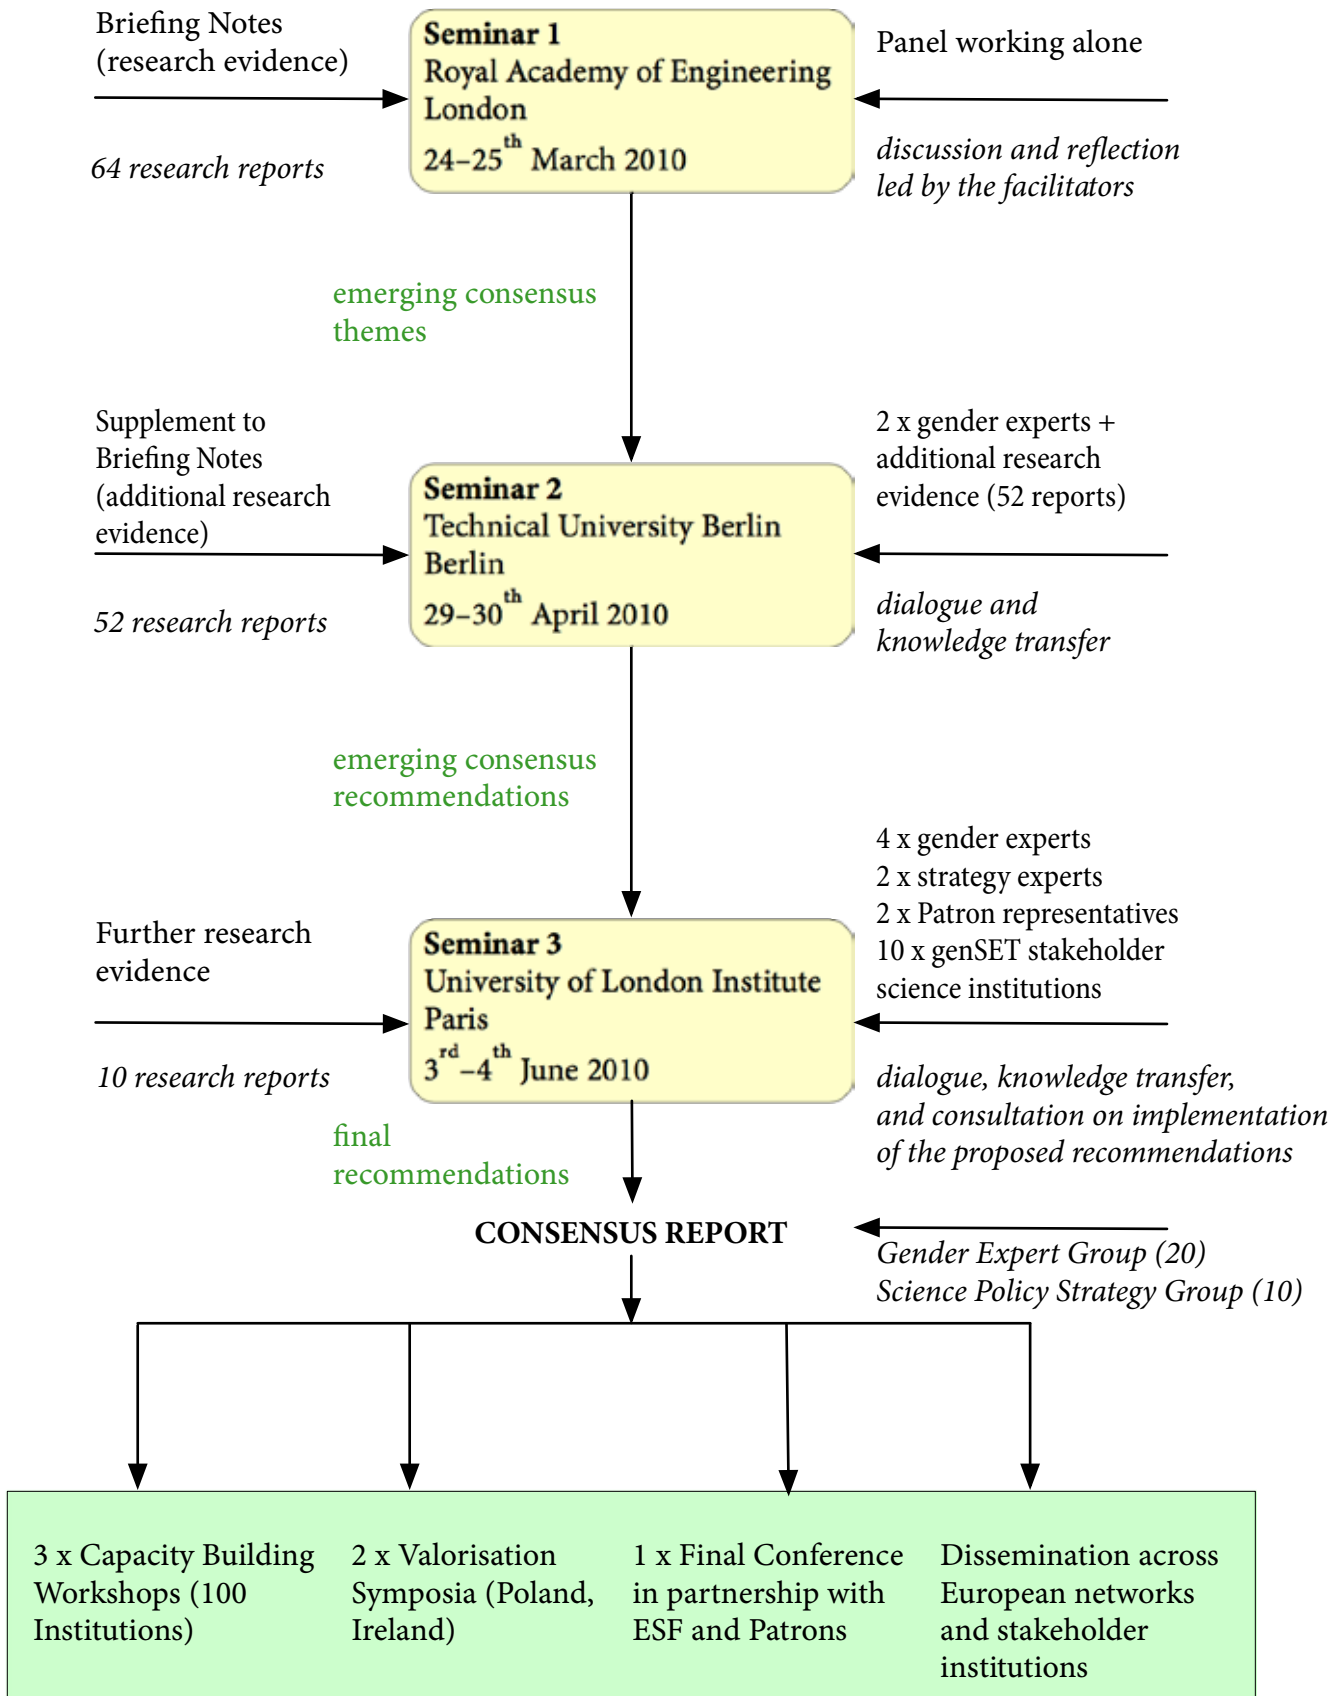 Briefing Notes
(research evidence)
64 research reports
Seminar 1
Royal Academy of Engineering
London
24–25th March 2010
Panel working alone
discussion and reflection
led by the facilitators
emerging consensus
themes
Supplement to
Briefing Notes
(additional research
evidence)
52 research reports
Seminar 2
Technical University Berlin
Berlin
29–30th April 2010
2 x gender experts +
additional research
evidence (52 reports)
dialogue and
knowledge transfer
emerging consensus
recommendations
Further research
evidence
10 research reports
Seminar 3
University of London Institute
Paris
3rd–4th June 2010
4 x gender experts
2 x strategy experts
2 x Patron representatives
10 x genSET stakeholder
science institutions
dialogue, knowledge transfer,
and consultation on implementation
of the proposed recommendations
final
recommendations
CONSENSUS REPORT
Gender Expert Group (20)
Science Policy Strategy Group (10)
3 x Capacity Building
Workshops (100
Institutions)
2 x Valorisation
Symposia (Poland,
Ireland)
1 x Final Conference
in partnership with
ESF and Patrons
Dissemination across
European networks
and stakeholder
institutions